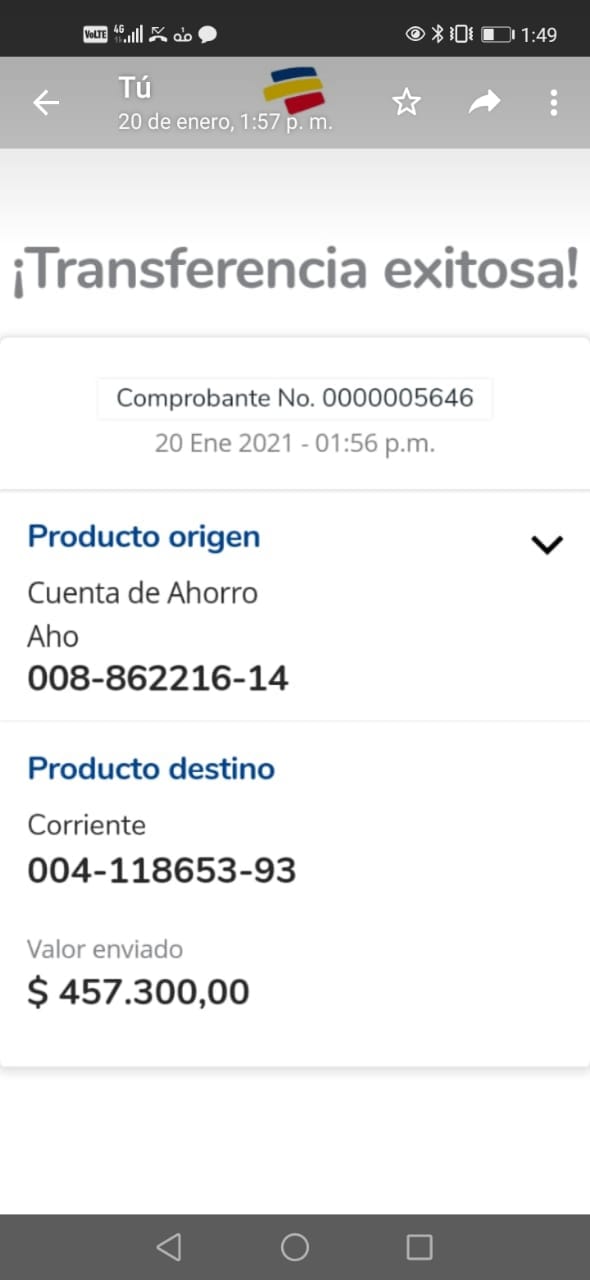 VoLTE 4G 1:49
Tú
20 de enero, 1:57 p. m.
¡Transferencia exitosa!
Comprobante No. 0000005646
20 Ene 2021 - 01:56 p.m.
Producto origen
Cuenta de Ahorro
Aho
008-862216-14
Producto destino
Corriente
004-118653-93
Valor enviado
$ 457.300,00